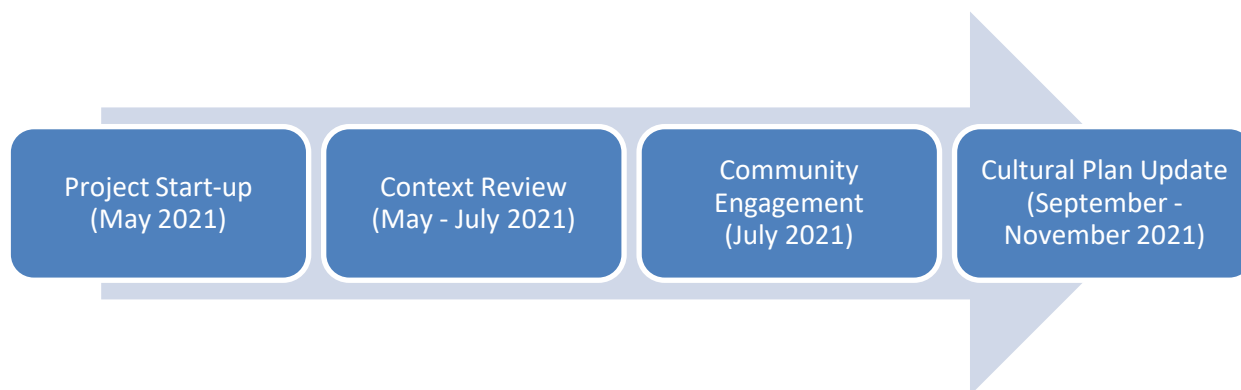 Project Start-up
(May 2021)
Context Review
(May - July 2021)
Community
Engagement
(July 2021)
Cultural Plan Update
(September -
November 2021)